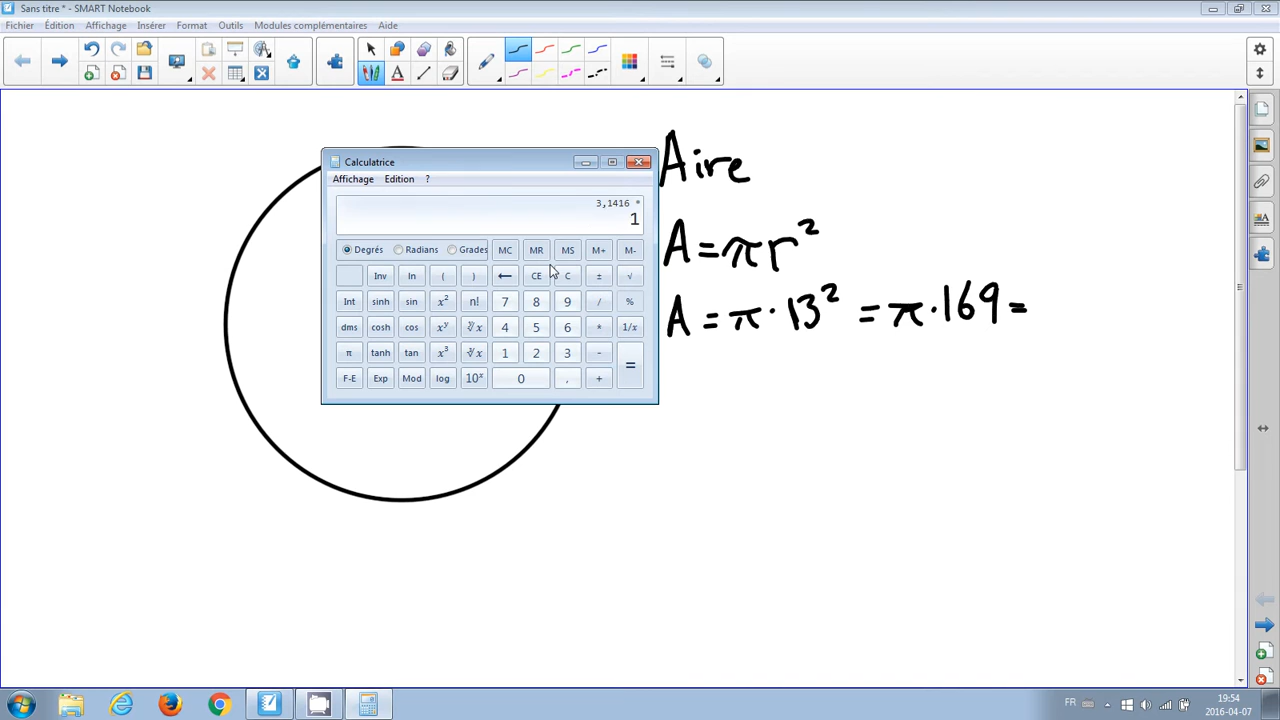 Sans titre * - SMART Notebook
Fichier Édition Affichage Insérer Format Outils Modules complémentaires Aide
Calculatrice
Affichage Edition ?
3,1416 *
1
Degrés Radians Grades MC MR MS M+ M-
Inv ln ( ) ← CE C ± √
Int sinh sin x² n! 7 8 9 / %
dms cosh cos xʸ ʸ√x 4 5 6 * 1/x
π tanh tan x³ ³√x 1 2 3 - =
F-E Exp Mod log 10ˣ 0 , +
Aire
A = πr²
A = π · 13² = π · 169 =
FR
19:54
2016-04-07